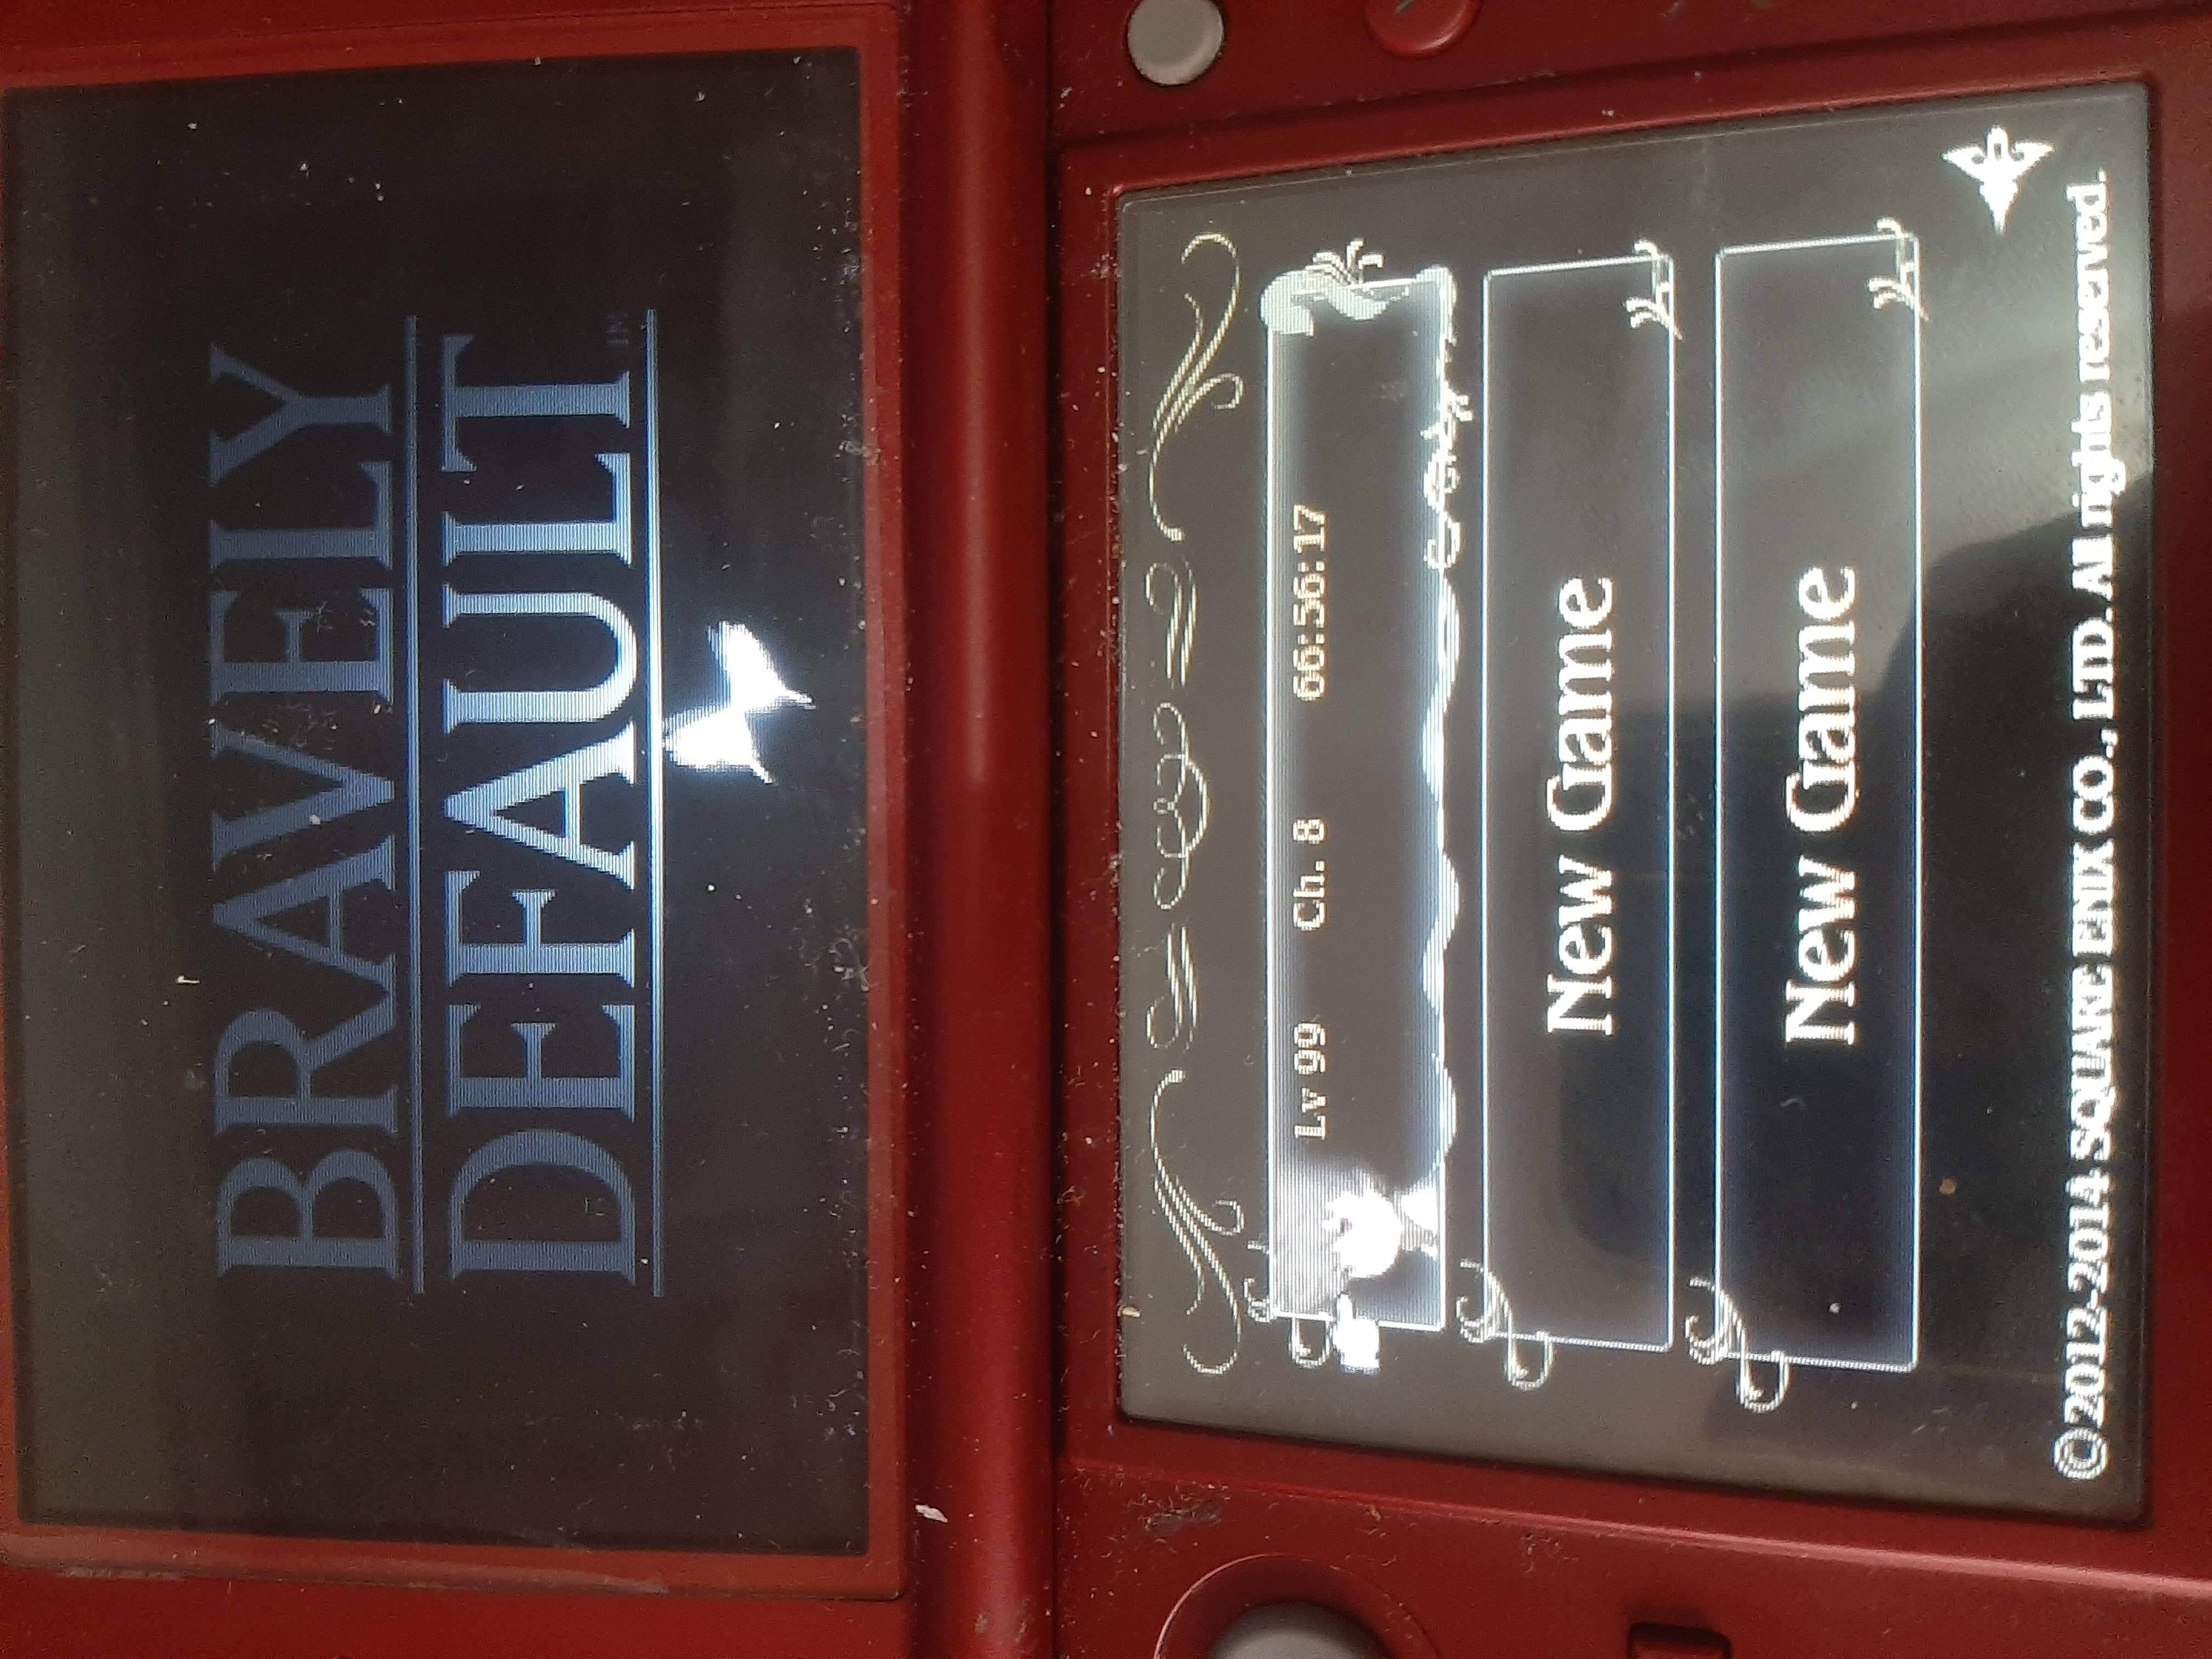 BRAVELY
DEFAULT
TM
Lv 99 Ch. 8 66:56:17
New Game
New Game
©2012-2014 SQUARE ENIX CO., LTD. All rights reserved.